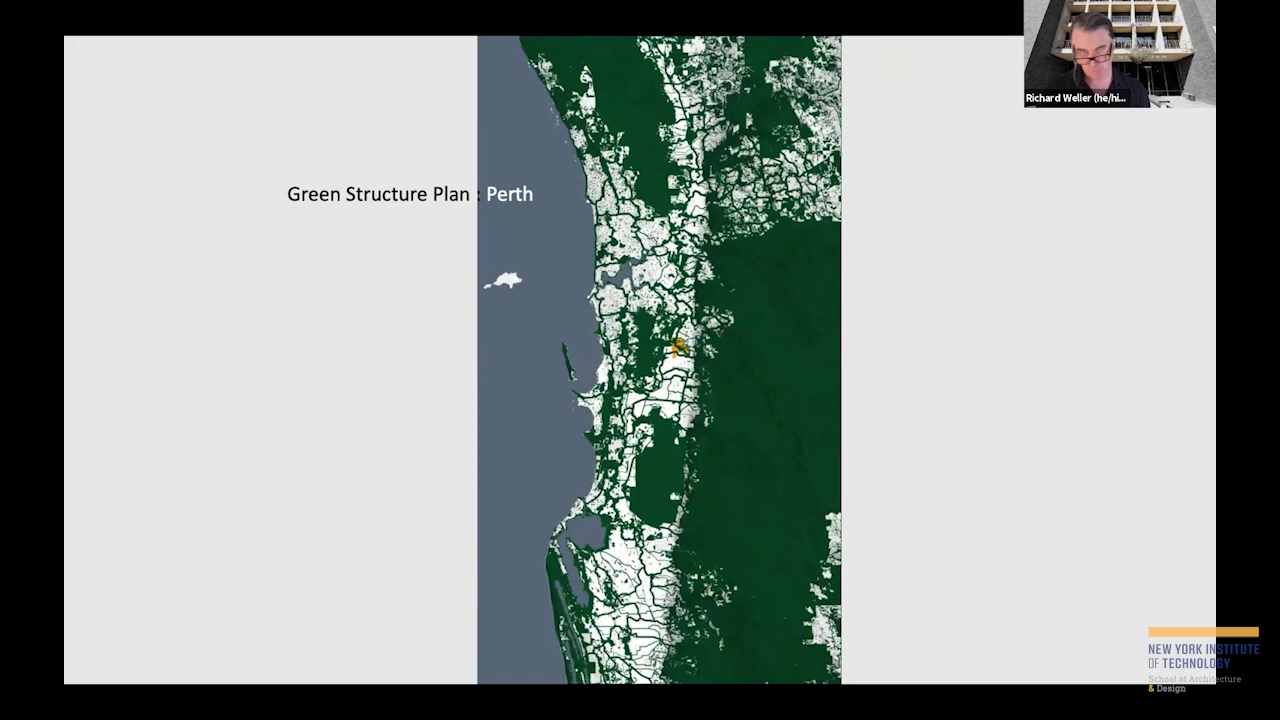 Richard Weller (he/hi...
Green Structure Plan : Perth
NEW YORK INSTITUTE
OF TECHNOLOGY
School of Architecture
& Design